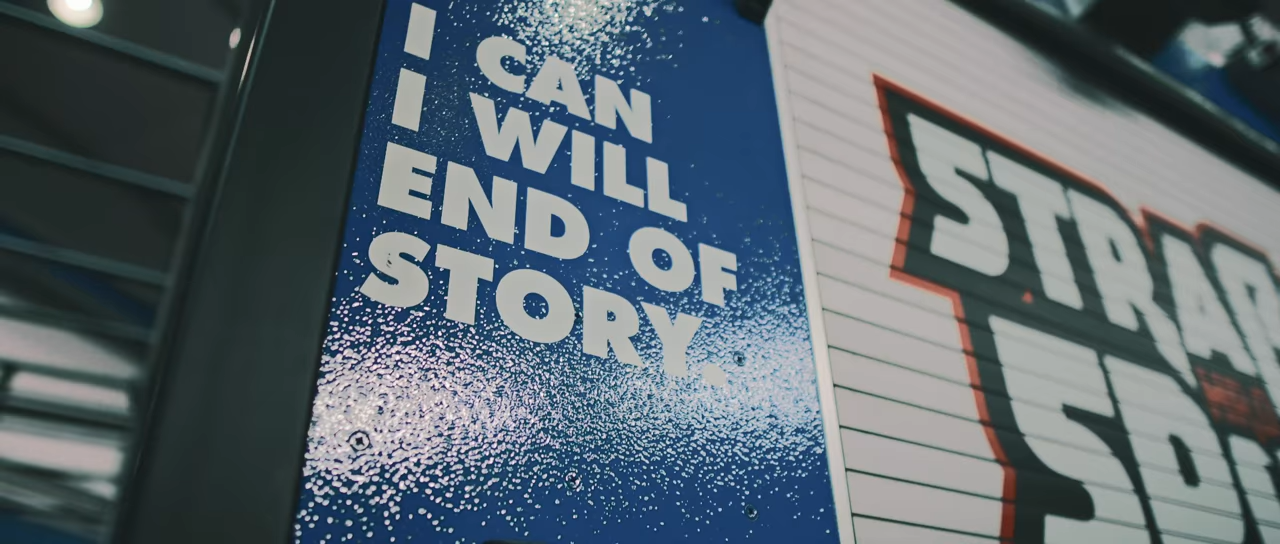 I CAN
I WILL
END OF
STORY.